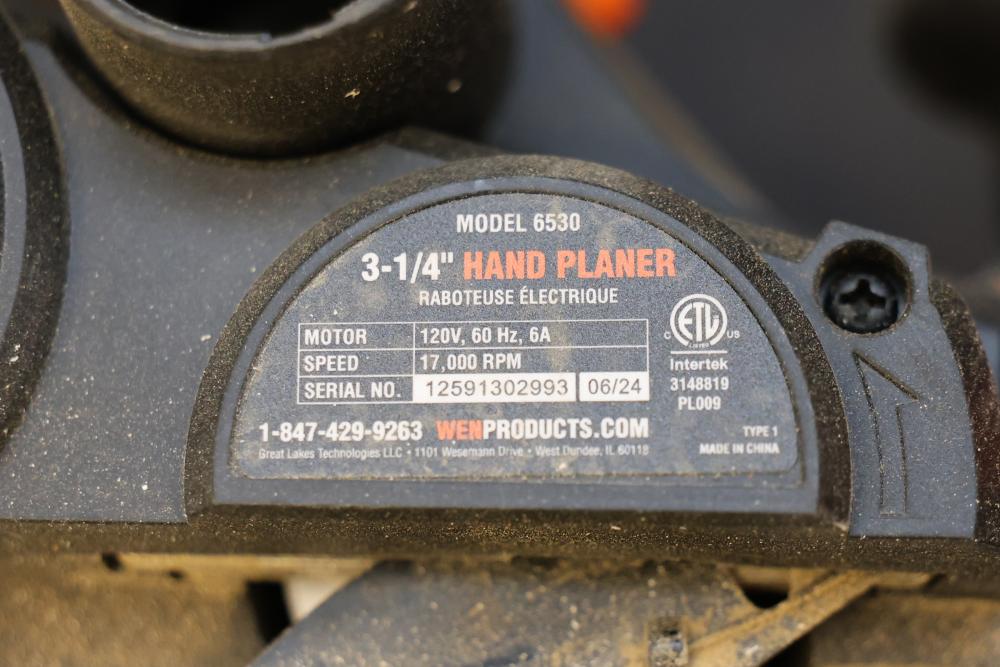 MODEL 6530
3-1/4" HAND PLANER
RABOTEUSE ÉLECTRIQUE
MOTOR 120V, 60 Hz, 6A
SPEED 17,000 RPM
SERIAL NO. 12591302993 06/24
C ETL US
LISTED
Intertek
3148819
PL009
1-847-429-9263 WENPRODUCTS.COM
Great Lakes Technologies LLC • 1101 Wesemann Drive • West Dundee, IL 60118
TYPE 1
MADE IN CHINA